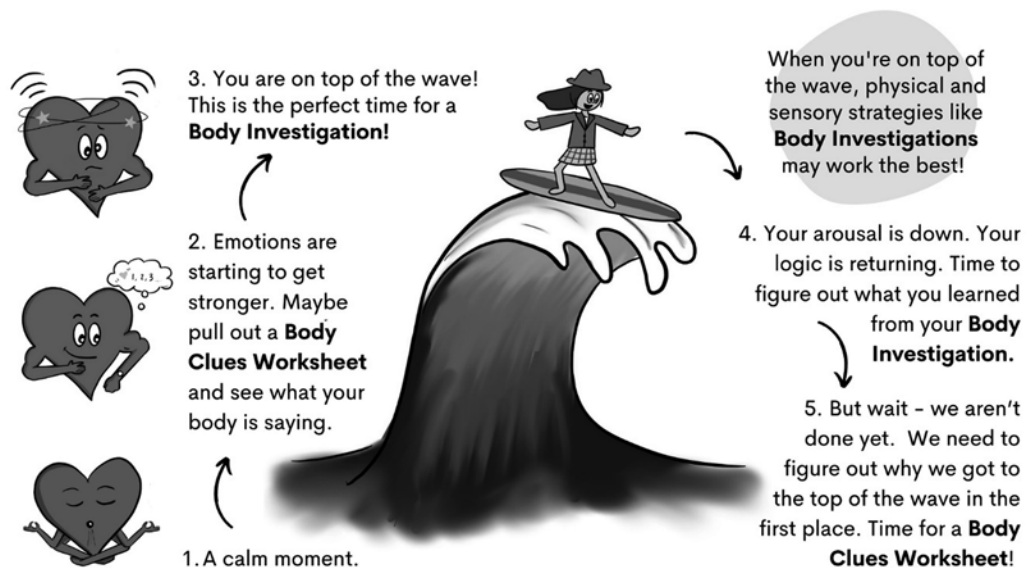 3. You are on top of the wave!
This is the perfect time for a
Body Investigation!
2. Emotions are
starting to get
stronger. Maybe
pull out a Body
Clues Worksheet
and see what your
body is saying.
1, 2, 3...
1. A calm moment.
When you're on top of
the wave, physical and
sensory strategies like
Body Investigations
may work the best!
4. Your arousal is down. Your
logic is returning. Time to
figure out what you learned
from your Body
Investigation.
5. But wait - we aren't
done yet. We need to
figure out why we got to
the top of the wave in the
first place. Time for a Body
Clues Worksheet!